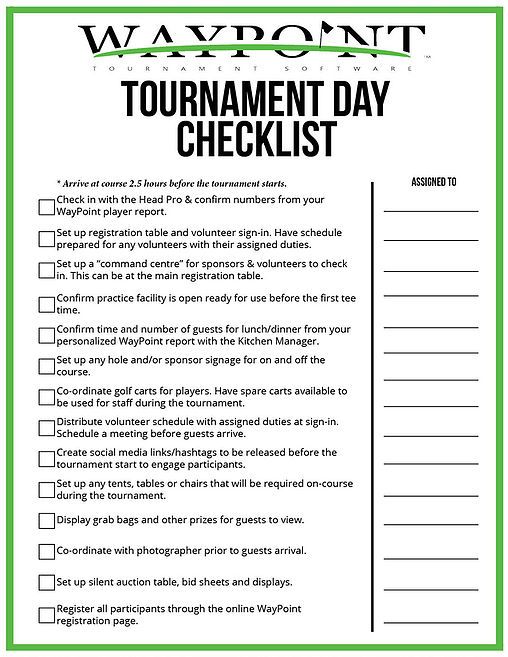 WAYPOINT
TOURNAMENT SOFTWARE
TOURNAMENT DAY
CHECKLIST
* Arrive at course 2.5 hours before the tournament starts.
ASSIGNED TO
Check in with the Head Pro & confirm numbers from your
WayPoint player report.
Set up registration table and volunteer sign-in. Have schedule
prepared for any volunteers with their assigned duties.
Set up a “command centre” for sponsors & volunteers to check
in. This can be at the main registration table.
Confirm practice facility is open ready for use before the first tee
time.
Confirm time and number of guests for lunch/dinner from your
personalized WayPoint report with the Kitchen Manager.
Set up any hole and/or sponsor signage for on and off the
course.
Co-ordinate golf carts for players. Have spare carts available to
be used for staff during the tournament.
Distribute volunteer schedule with assigned duties at sign-in.
Schedule a meeting before guests arrive.
Create social media links/hashtags to be released before the
tournament start to engage participants.
Set up any tents, tables or chairs that will be required on-course
during the tournament.
Display grab bags and other prizes for guests to view.
Co-ordinate with photographer prior to guests arrival.
Set up silent auction table, bid sheets and displays.
Register all participants through the online WayPoint
registration page.